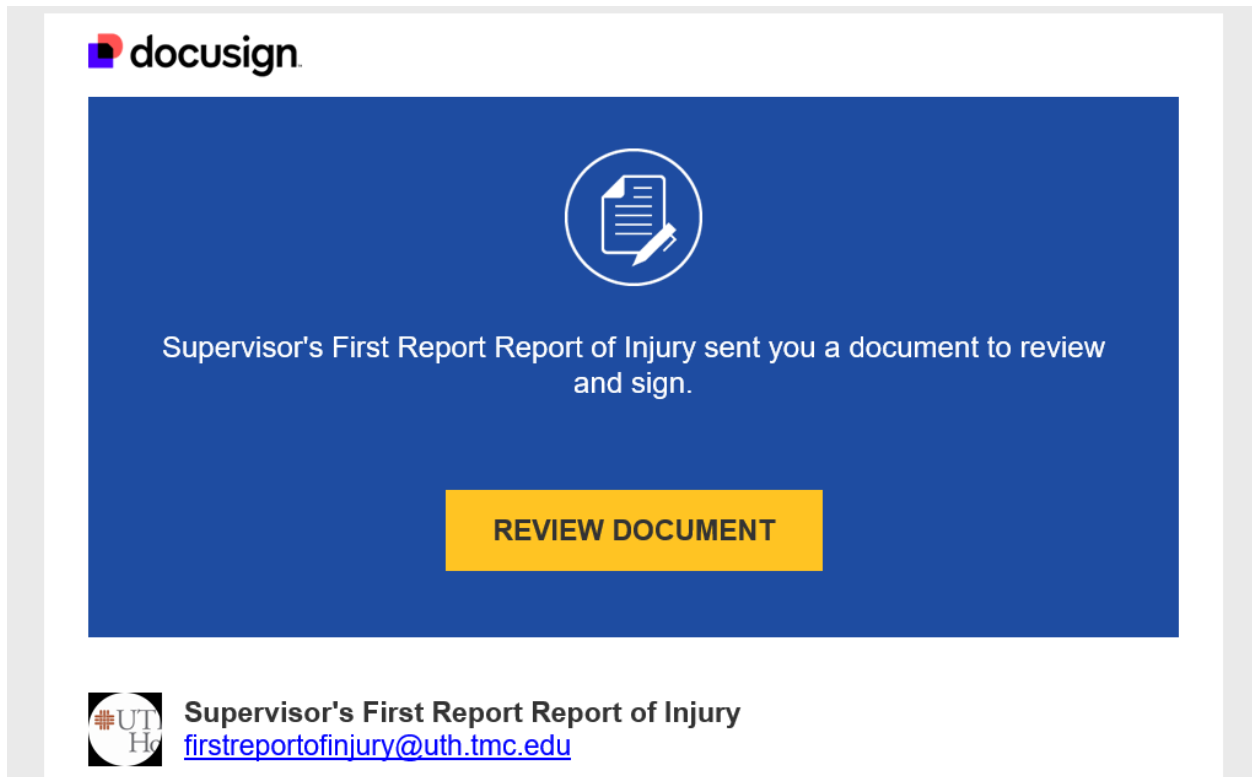 docusign
Supervisor's First Report Report of Injury sent you a document to review
and sign.
REVIEW DOCUMENT
UT
Supervisor's First Report Report of Injury
firstreportofinjury@uth.tmc.edu